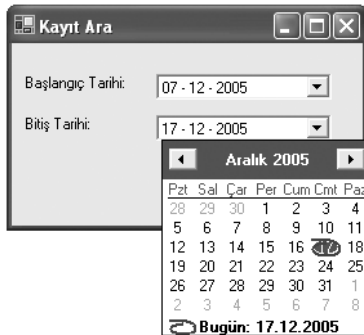 Kayıt Ara
Başlangıç Tarihi:
07 - 12 - 2005
Bitiş Tarihi:
17 - 12 - 2005
Aralık 2005
Pzt Sal Çar Per Cum Cmt Paz
28 29 30 1 2 3 4
5 6 7 8 9 10 11
12 13 14 15 16 17 18
19 20 21 22 23 24 25
26 27 28 29 30 31 1
2 3 4 5 6 7 8
Bugün: 17.12.2005